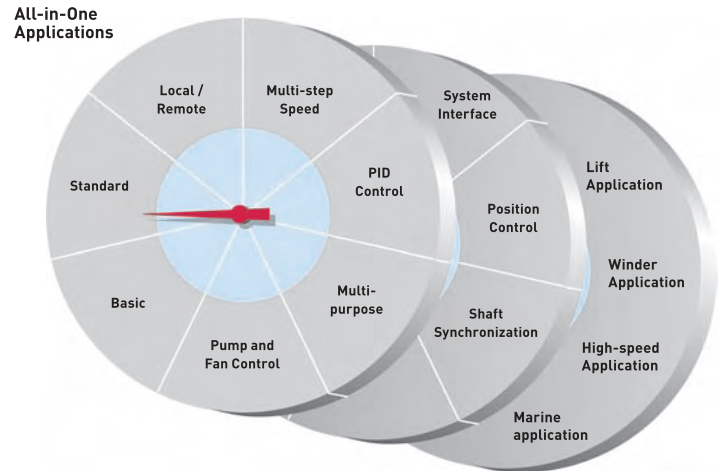 All-in-One
Applications
Local /
Remote
Multi-step
Speed
System
Interface
Standard
PID
Control
Lift
Application
Position
Control
Basic
Multi-
purpose
Winder
Application
Pump and
Fan Control
Shaft
Synchronization
High-speed
Application
Marine
application